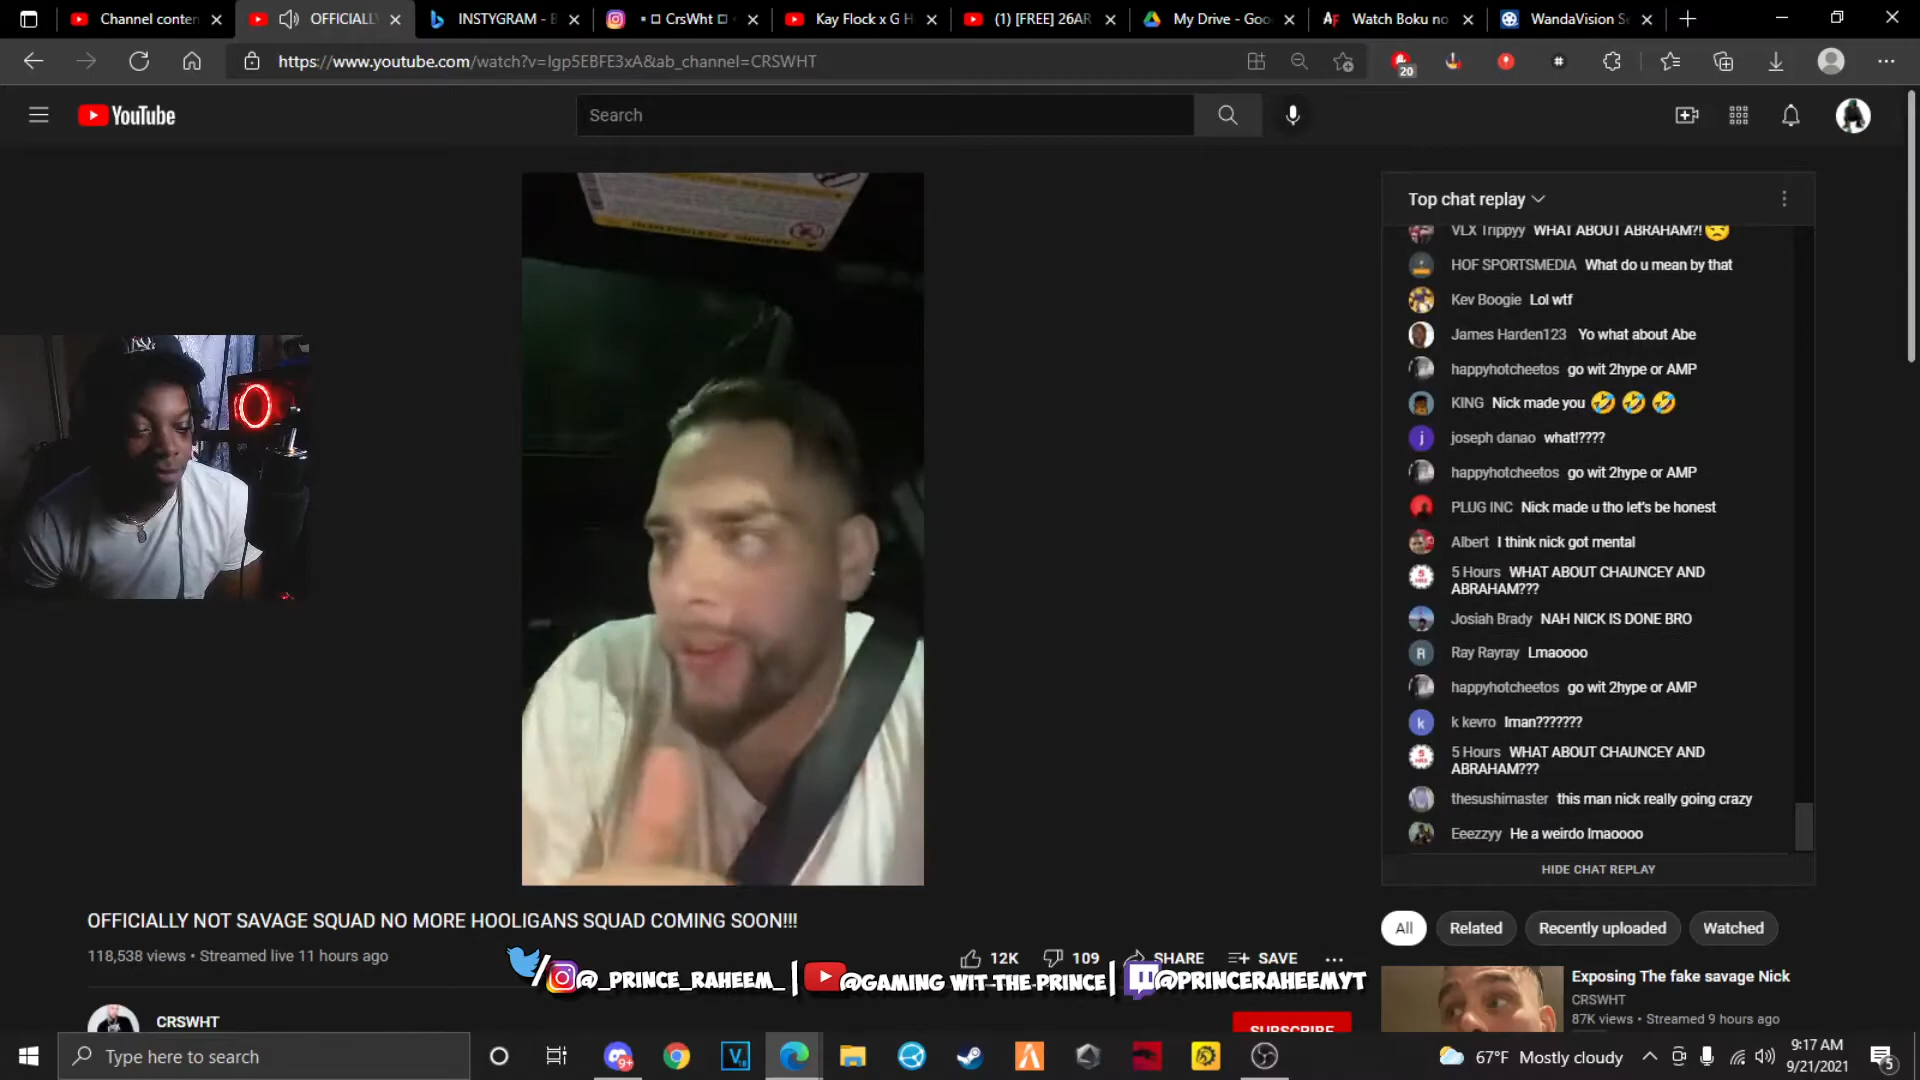 Channel conten
OFFICIALLY
INSTYGRAM - B
CrsWht
Kay Flock x G H
(1) [FREE] 26AR
My Drive - Goo
AF
Watch Boku no
WandaVision S
https://www.youtube.com/watch?v=lgp5EBFE3xA&ab_channel=CRSWHT
20
YouTube
Search
Top chat replay
VLX Trippyy WHAT ABOUT ABRAHAM?!
HOF SPORTSMEDIA What do u mean by that
Kev Boogie Lol wtf
James Harden123 Yo what about Abe
happyhotcheetos go wit 2hype or AMP
KING Nick made you 🤣 🤣 🤣
j joseph danao what!????
happyhotcheetos go wit 2hype or AMP
PLUG INC Nick made u tho let's be honest
Albert I think nick got mental
5 Hours WHAT ABOUT CHAUNCEY AND
ABRAHAM???
Josiah Brady NAH NICK IS DONE BRO
R Ray Rayray Lmaoooo
happyhotcheetos go wit 2hype or AMP
k k kevro Iman???????
5 Hours WHAT ABOUT CHAUNCEY AND
ABRAHAM???
thesushimaster this man nick really going crazy
Eeezzyy He a weirdo lmaoooo
HIDE CHAT REPLAY
OFFICIALLY NOT SAVAGE SQUAD NO MORE HOOLIGANS SQUAD COMING SOON!!!
118,538 views • Streamed live 11 hours ago
12K
109
SHARE
SAVE
/@_PRINCE_RAHEEM_ | @GAMING WIT THE PRINCE | @PRINCERAHEEMYT
CRSWHT
SUBSCRIBE
All
Related
Recently uploaded
Watched
Exposing The fake savage Nick
CRSWHT
87K views • Streamed 9 hours ago
Type here to search
9+
67°F Mostly cloudy
9:17 AM
9/21/2021
5